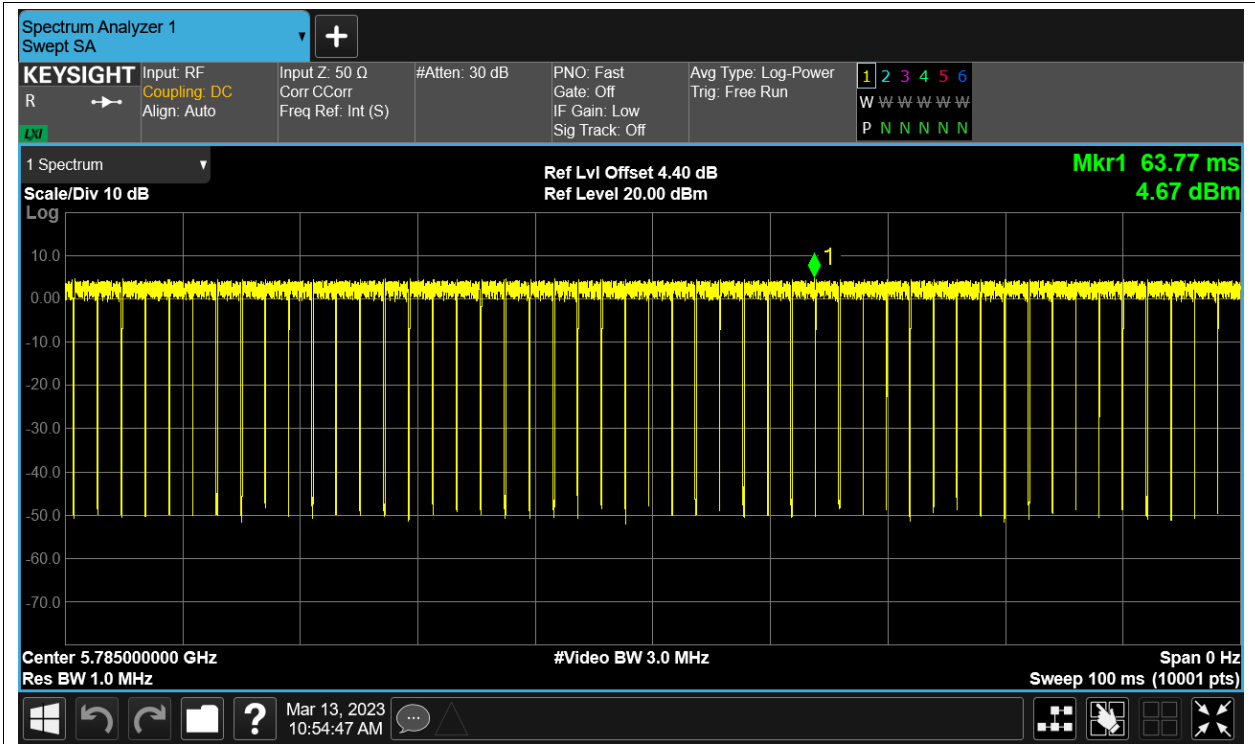 Spectrum Analyzer 1
Swept SA
+
KEYSIGHT
R
LXI
Input: RF
Coupling: DC
Align: Auto
Input Z: 50 Ω
Corr CCorr
Freq Ref: Int (S)
#Atten: 30 dB
PNO: Fast
Gate: Off
IF Gain: Low
Sig Track: Off
Avg Type: Log-Power
Trig: Free Run
1 2 3 4 5 6
W W W W W W
P N N N N N
1 Spectrum
Scale/Div 10 dB
Ref Lvl Offset 4.40 dB
Ref Level 20.00 dBm
Mkr1 63.77 ms
4.67 dBm
Log
10.0
0.00
-10.0
-20.0
-30.0
-40.0
-50.0
-60.0
-70.0
1
Center 5.785000000 GHz
Res BW 1.0 MHz
#Video BW 3.0 MHz
Span 0 Hz
Sweep 100 ms (10001 pts)
?
Mar 13, 2023
10:54:47 AM